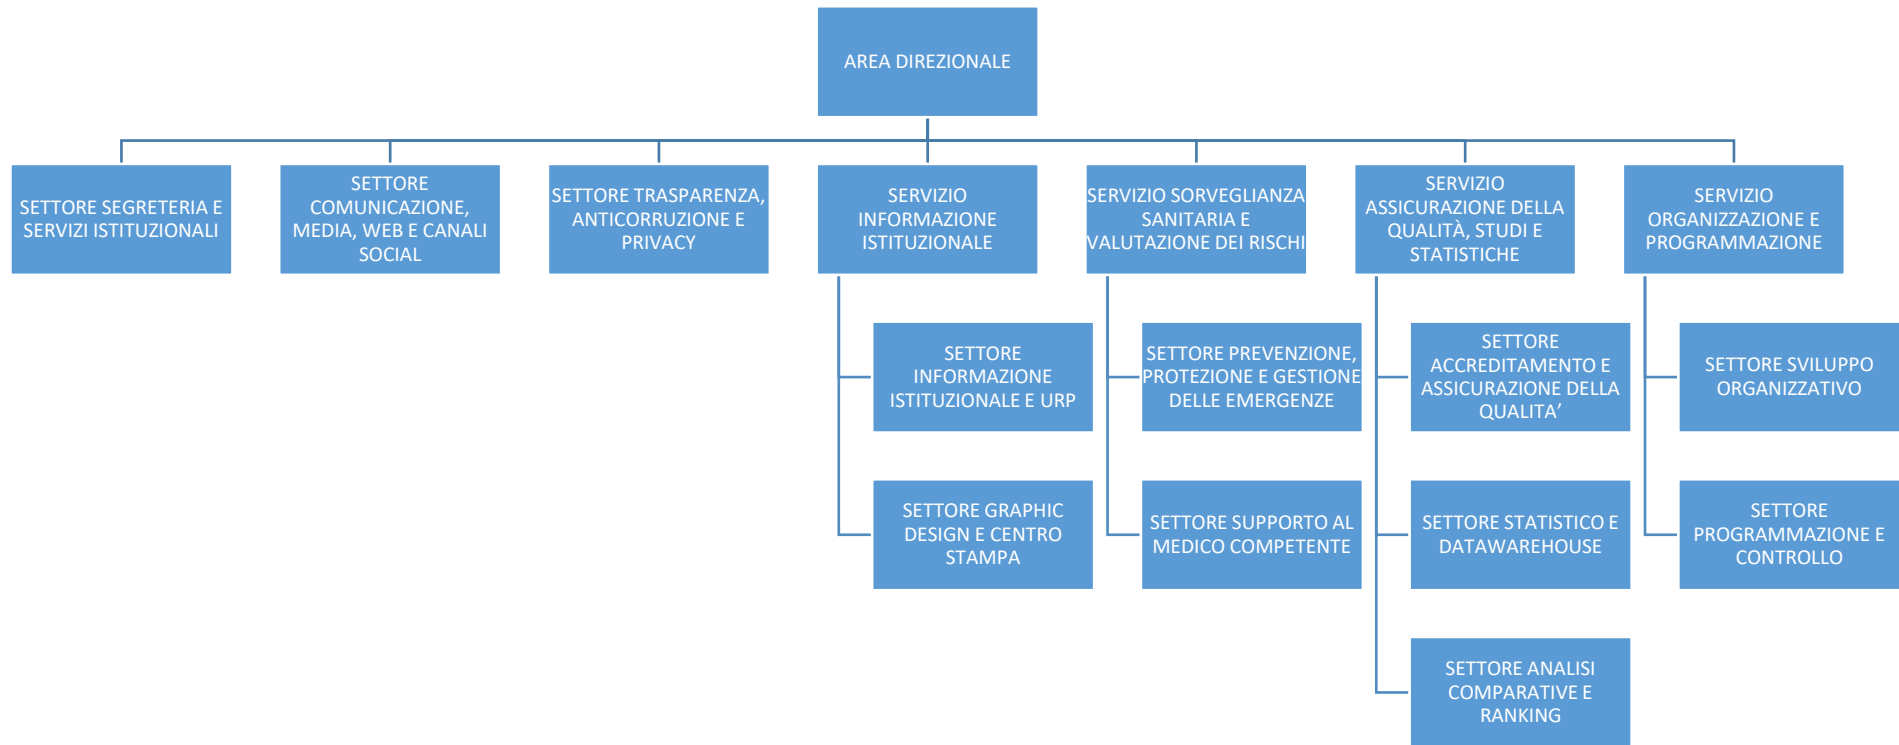 AREA DIREZIONALE
SETTORE SEGRETERIA E
SERVIZI ISTITUZIONALI
SETTORE
COMUNICAZIONE,
MEDIA, WEB E CANALI
SOCIAL
SETTORE TRASPARENZA,
ANTICORRUZIONE E
PRIVACY
SERVIZIO
INFORMAZIONE
ISTITUZIONALE
SERVIZIO SORVEGLIANZA
SANITARIA E
VALUTAZIONE DEI RISCHI
SERVIZIO
ASSICURAZIONE DELLA
QUALITÀ, STUDI E
STATISTICHE
SERVIZIO
ORGANIZZAZIONE E
PROGRAMMAZIONE
SETTORE
INFORMAZIONE
ISTITUZIONALE E URP
SETTORE PREVENZIONE,
PROTEZIONE E GESTIONE
DELLE EMERGENZE
SETTORE
ACCREDITAMENTO E
ASSICURAZIONE DELLA
QUALITA’
SETTORE SVILUPPO
ORGANIZZATIVO
SETTORE GRAPHIC
DESIGN E CENTRO
STAMPA
SETTORE SUPPORTO AL
MEDICO COMPETENTE
SETTORE STATISTICO E
DATAWAREHOUSE
SETTORE
PROGRAMMAZIONE E
CONTROLLO
SETTORE ANALISI
COMPARATIVE E
RANKING